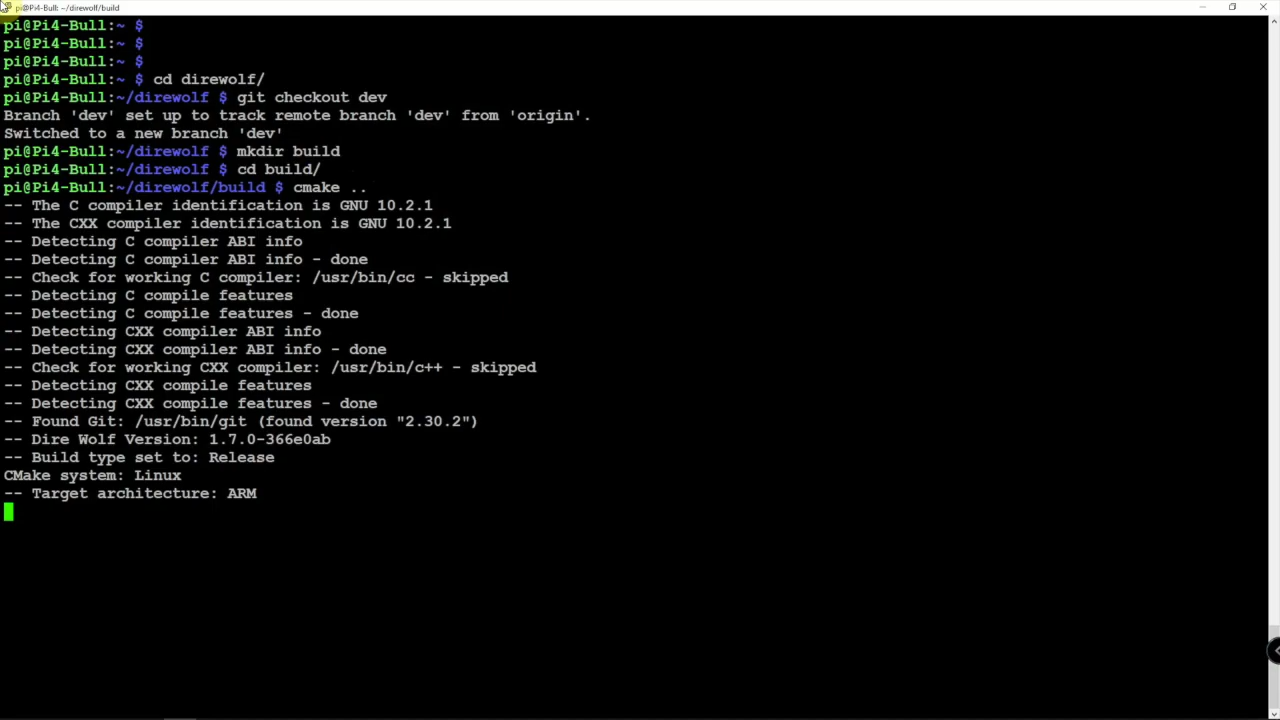 pi@Pi4-Bull: ~/direwolf/build
pi@Pi4-Bull:~ $
pi@Pi4-Bull:~ $
pi@Pi4-Bull:~ $
pi@Pi4-Bull:~ $ cd direwolf/
pi@Pi4-Bull:~/direwolf $ git checkout dev
Branch 'dev' set up to track remote branch 'dev' from 'origin'.
Switched to a new branch 'dev'
pi@Pi4-Bull:~/direwolf $ mkdir build
pi@Pi4-Bull:~/direwolf $ cd build/
pi@Pi4-Bull:~/direwolf/build $ cmake ..
-- The C compiler identification is GNU 10.2.1
-- The CXX compiler identification is GNU 10.2.1
-- Detecting C compiler ABI info
-- Detecting C compiler ABI info - done
-- Check for working C compiler: /usr/bin/cc - skipped
-- Detecting C compile features
-- Detecting C compile features - done
-- Detecting CXX compiler ABI info
-- Detecting CXX compiler ABI info - done
-- Check for working CXX compiler: /usr/bin/c++ - skipped
-- Detecting CXX compile features
-- Detecting CXX compile features - done
-- Found Git: /usr/bin/git (found version "2.30.2")
-- Dire Wolf Version: 1.7.0-366e0ab
-- Build type set to: Release
CMake system: Linux
-- Target architecture: ARM